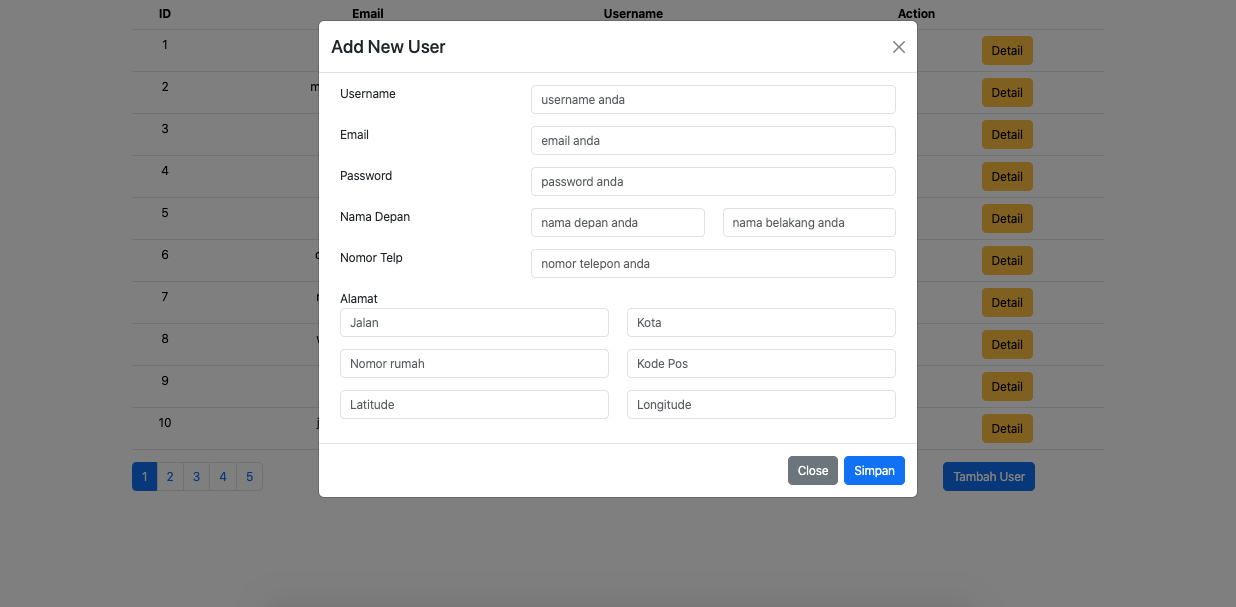 ID Email Username Action
Add New User
1 Detail
Username username anda
2 m Detail
Email email anda
3 Detail
Password password anda
4 Detail
5 Detail
Nama Depan nama depan anda nama belakang anda
6 Detail
Nomor Telp nomor telepon anda
7 Detail
Alamat
Jalan Kota
8 Detail
Nomor rumah Kode Pos
9 Detail
Latitude Longitude
10 j Detail
Close Simpan
1 2 3 4 5 Tambah User